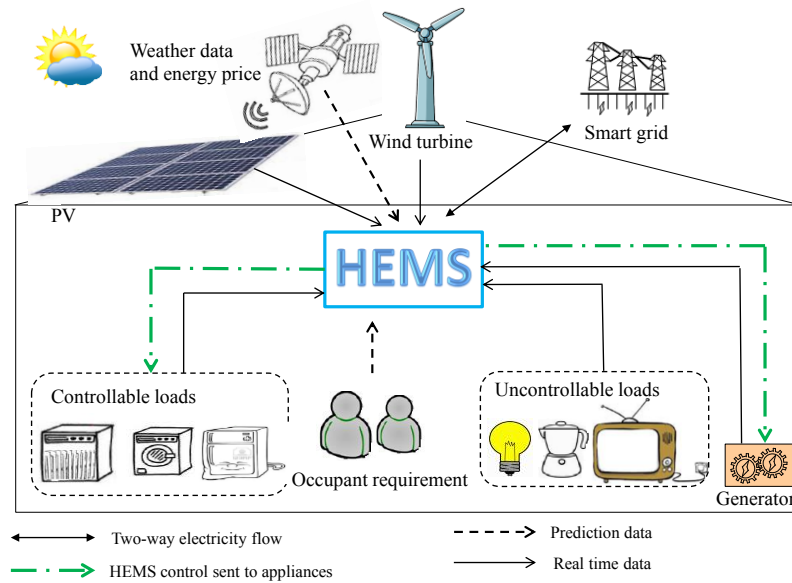 Weather data
and energy price
Wind turbine
Smart grid
PV
HEMS
Controllable loads
Uncontrollable loads
Occupant requirement
Generator
Two-way electricity flow
Prediction data
HEMS control sent to appliances
Real time data